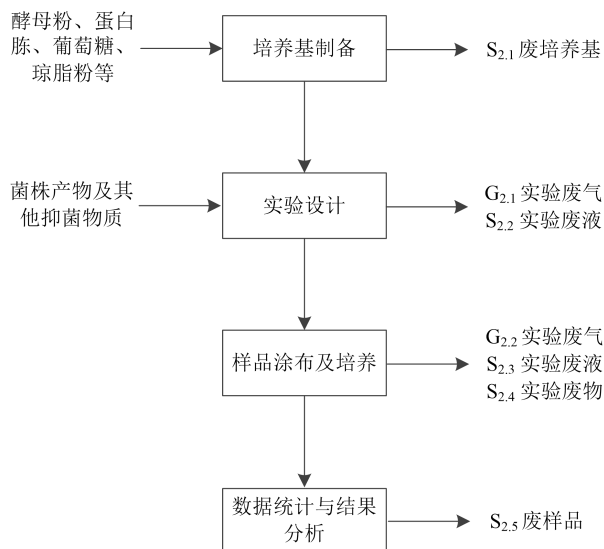 酵母粉、蛋白
胨、葡萄糖、
琼脂粉等
培养基制备
S2.1 废培养基
菌株产物及其
他抑菌物质
实验设计
G2.1 实验废气
S2.2 实验废液
样品涂布及培养
G2.2 实验废气
S2.3 实验废液
S2.4 实验废物
数据统计与结果
分析
S2.5 废样品